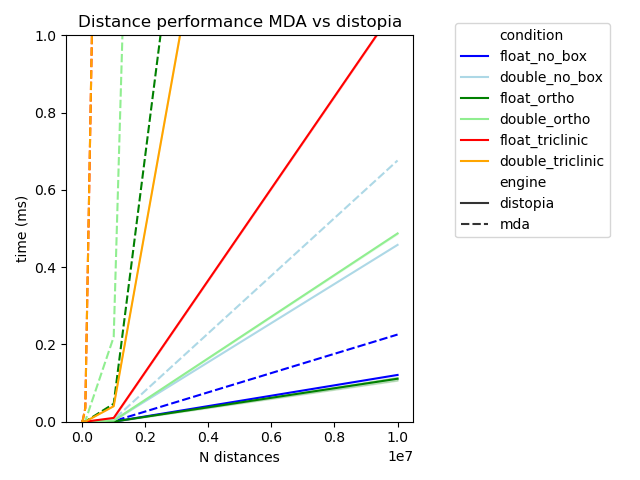 Distance performance MDA vs distopia
condition
float_no_box
double_no_box
float_ortho
double_ortho
float_triclinic
double_triclinic
engine
distopia
mda
time (ms)
1.0
0.8
0.6
0.4
0.2
0.0
0.0 0.2 0.4 0.6 0.8 1.0
1e7
N distances